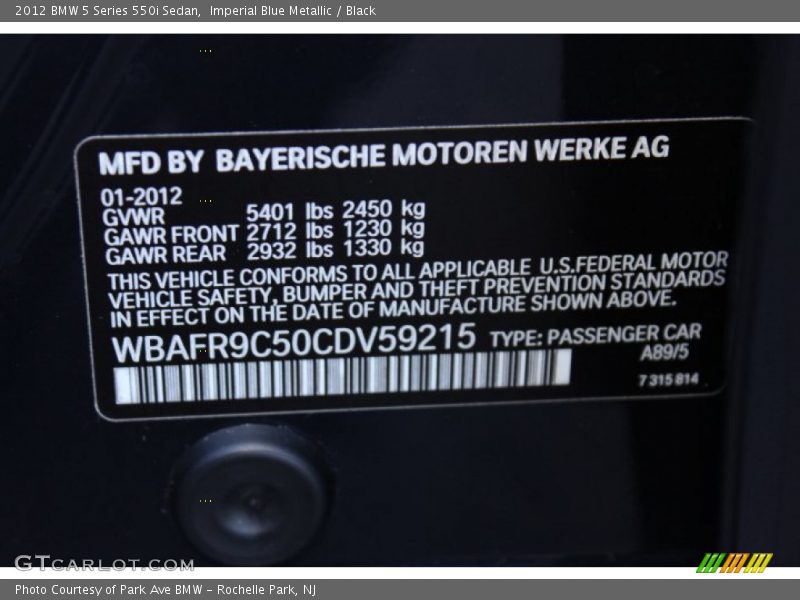 2012 BMW 5 Series 550i Sedan,  Imperial Blue Metallic / Black
MFD BY BAYERISCHE MOTOREN WERKE AG
01-2012
GVWR 5401 lbs 2450 kg
GAWR FRONT 2712 lbs 1230 kg
GAWR REAR 2932 lbs 1330 kg
THIS VEHICLE CONFORMS TO ALL APPLICABLE U.S.FEDERAL MOTOR
VEHICLE SAFETY, BUMPER AND THEFT PREVENTION STANDARDS
IN EFFECT ON THE DATE OF MANUFACTURE SHOWN ABOVE.
WBAFR9C50CDV59215 TYPE: PASSENGER CAR
A89/5
7 315 814
GTCARLOT.COM
Photo Courtesy of Park Ave BMW - Rochelle Park, NJ